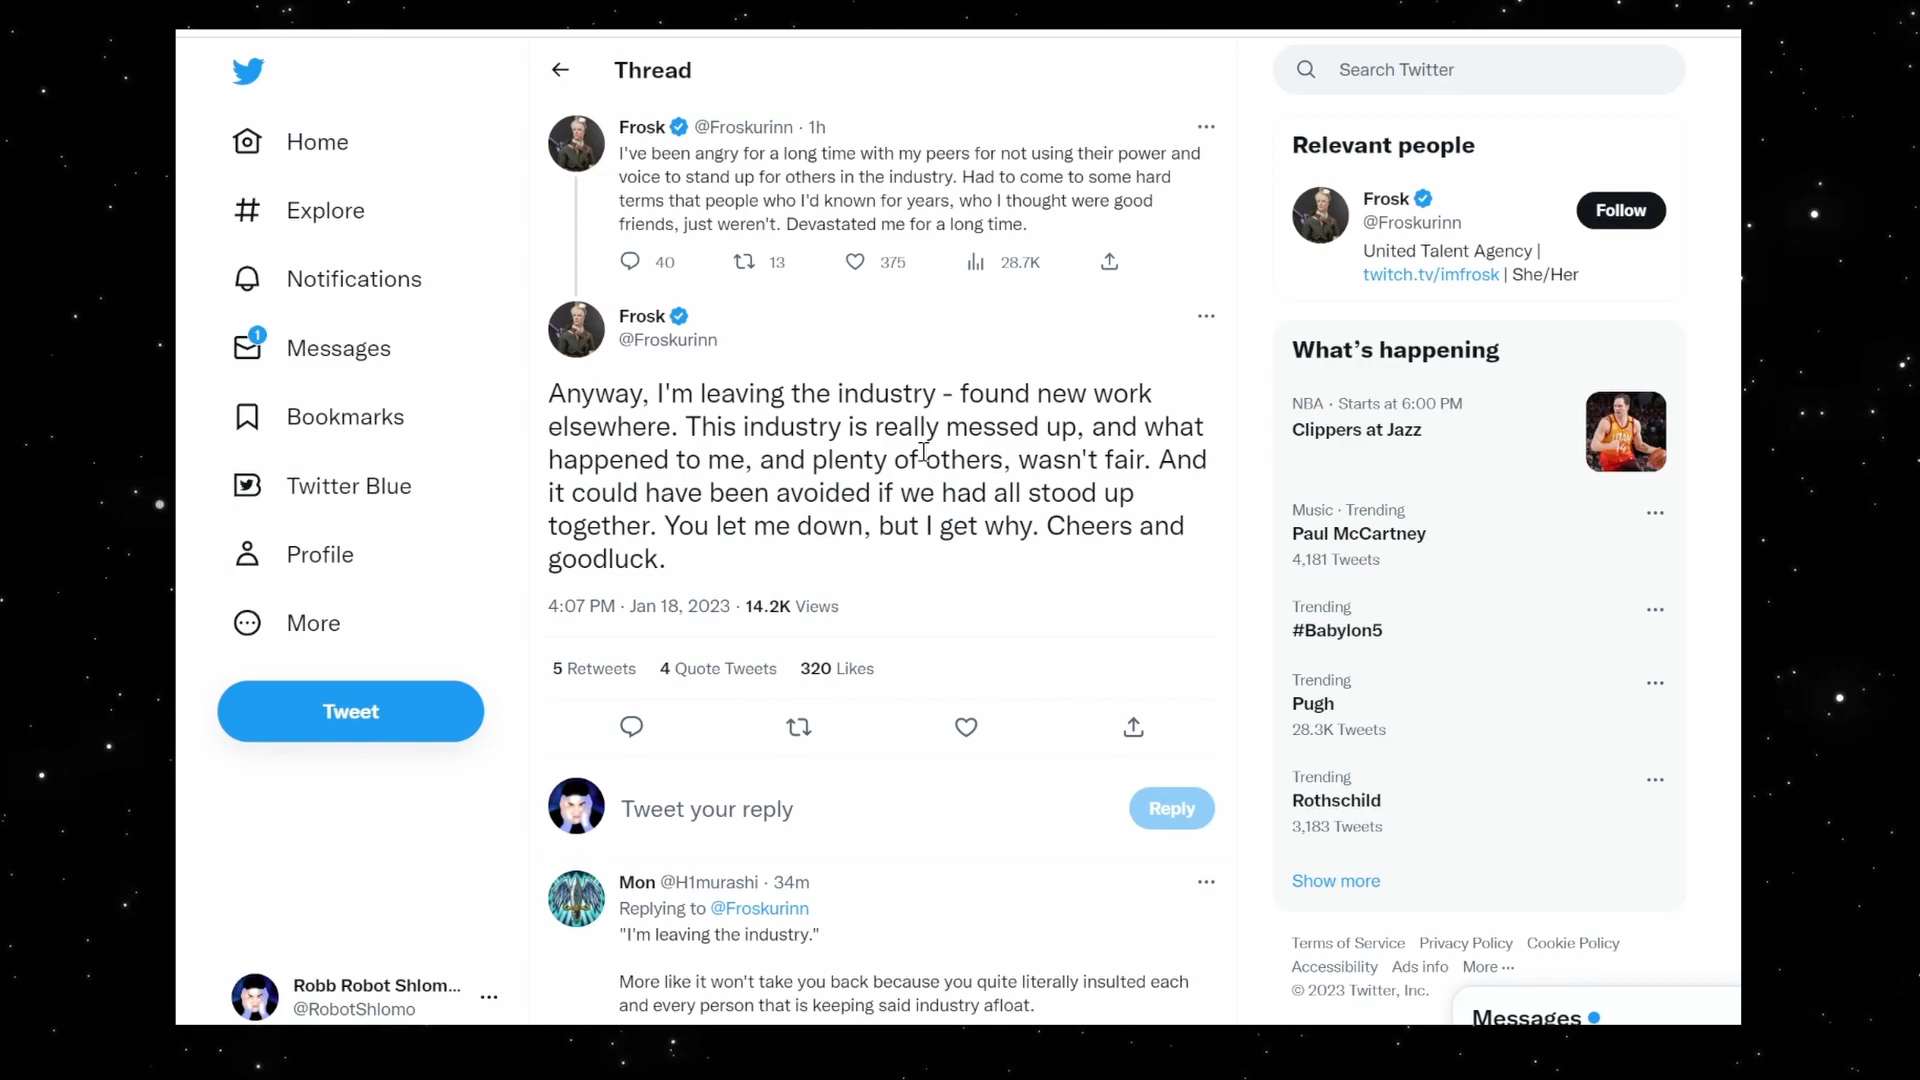 Home
Explore
Notifications
1
Messages
Bookmarks
Twitter Blue
Profile
More
Tweet
Robb Robot Shlom...
@RobotShlomo
Thread
Frosk @Froskurinn · 1h
I've been angry for a long time with my peers for not using their power and
voice to stand up for others in the industry. Had to come to some hard
terms that people who I'd known for years, who I thought were good
friends, just weren't. Devastated me for a long time.
40 13 375 28.7K
Frosk
@Froskurinn
Anyway, I'm leaving the industry - found new work
elsewhere. This industry is really messed up, and what
happened to me, and plenty of others, wasn't fair. And
it could have been avoided if we had all stood up
together. You let me down, but I get why. Cheers and
goodluck.
4:07 PM · Jan 18, 2023 · 14.2K Views
5 Retweets 4 Quote Tweets 320 Likes
Tweet your reply
Reply
Mon @H1murashi · 34m
Replying to @Froskurinn
"I'm leaving the industry."
More like it won't take you back because you quite literally insulted each
and every person that is keeping said industry afloat.
Search Twitter
Relevant people
Frosk
@Froskurinn
Follow
United Talent Agency |
twitch.tv/imfrosk | She/Her
What's happening
NBA · Starts at 6:00 PM
Clippers at Jazz
Music · Trending
Paul McCartney
4,181 Tweets
Trending
#Babylon5
Trending
Pugh
28.3K Tweets
Trending
Rothschild
3,183 Tweets
Show more
Terms of Service Privacy Policy Cookie Policy
Accessibility Ads info More ···
© 2023 Twitter, Inc.
Messages